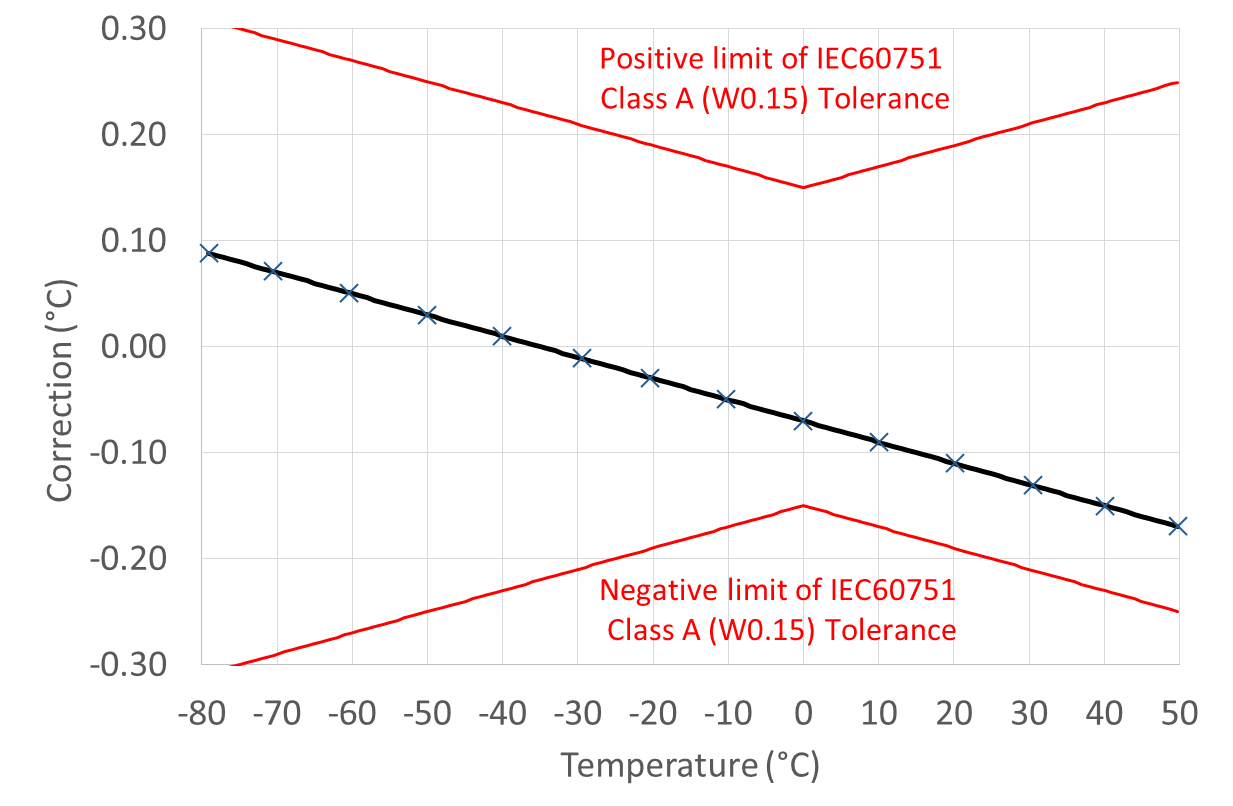 0.30
Positive limit of IEC60751
Class A (W0.15) Tolerance
0.20
0.10
0.00
-0.10
-0.20
-0.30
Correction (°C)
Negative limit of IEC60751
Class A (W0.15) Tolerance
-80 -70 -60 -50 -40 -30 -20 -10 0 10 20 30 40 50
Temperature (°C)